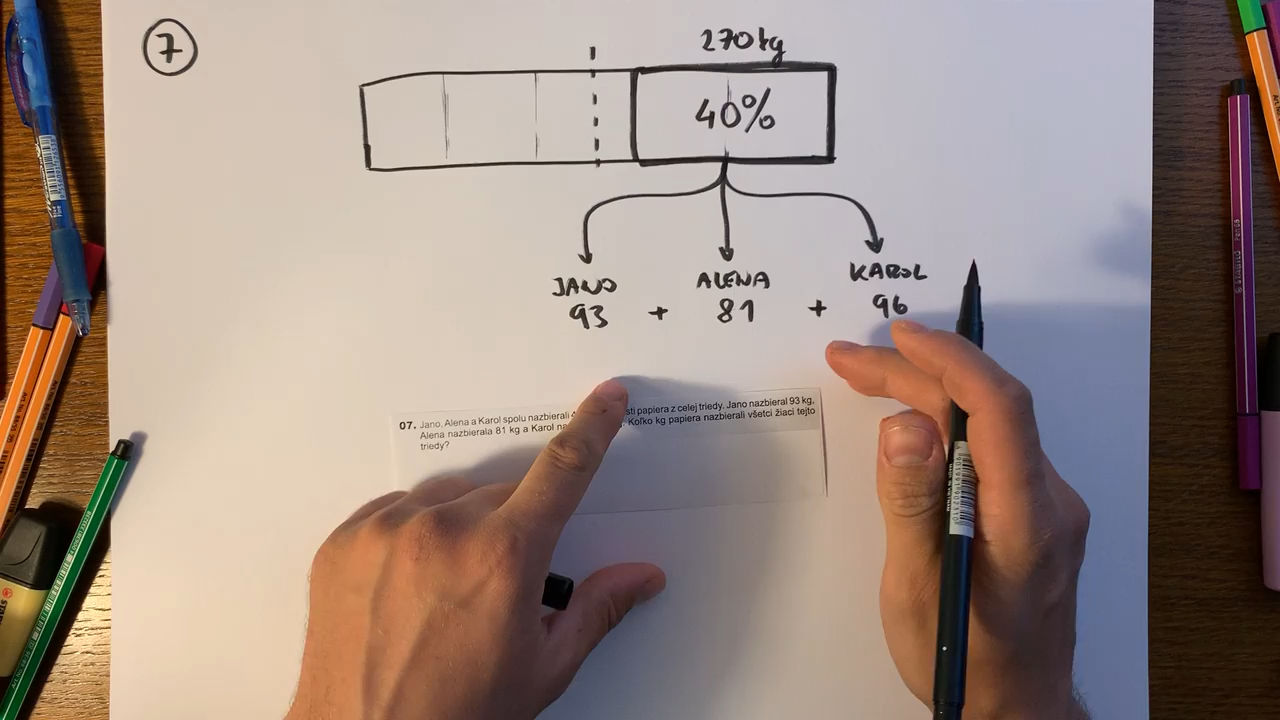 7
270 kg
40%
JANO ALENA KAROL
93 + 81 + 96
07. Jano, Alena a Karol spolu nazbierali sti papiera z celej triedy. Jano nazbieral 93 kg,
Alena nazbierala 81 kg a Karol Koľko kg papiera nazbierali všetci žiaci tejto
triedy?